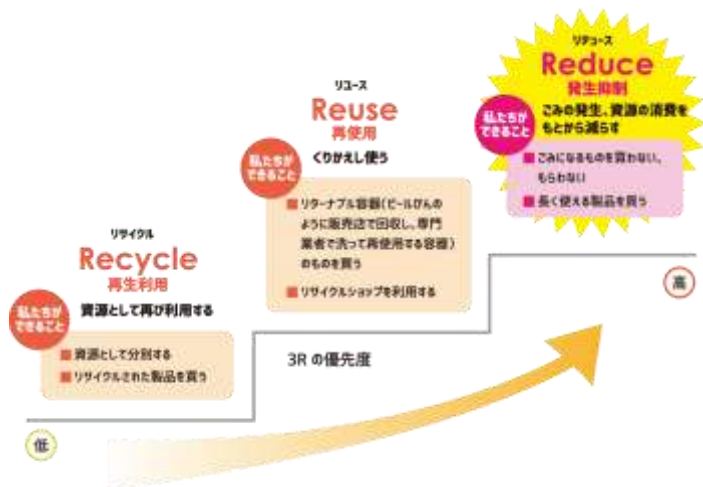 リデュース
Reduce
発生抑制
私たちが
できること
ごみの発生、資源の消費を
もとから減らす
■ ごみになるものを買わない、
もらわない
■ 長く使える製品を買う
リユース
Reuse
再使用
私たちが
できること
くりかえし使う
■ リターナブル容器(ビールびんの
ように販売店で回収し、専門
業者で洗って再使用する容器)
のものを買う
■ リサイクルショップを利用する
リサイクル
Recycle
再生利用
私たちが
できること
資源として再び利用する
■ 資源として分別する
■ リサイクルされた製品を買う
3R の優先度
高
低